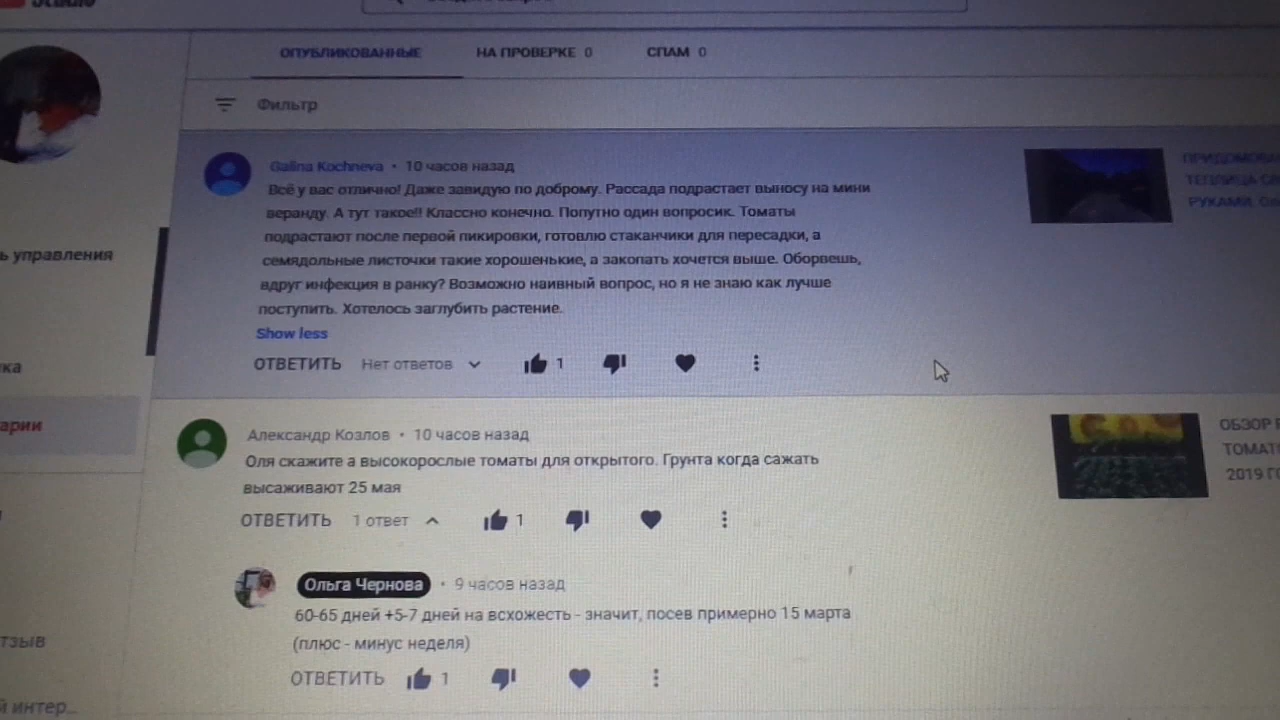 ОПУБЛИКОВАННЫЕ НА ПРОВЕРКЕ 0 СПАМ 0
Фильтр
Galina Kochneva • 10 часов назад
Всё у вас отлично! Даже завидую по доброму. Рассада подрастает выносу на мини
веранду. А тут такое!! Классно конечно. Попутно один вопросик. Томаты
подрастают после первой пикировки, готовлю стаканчики для пересадки, а
семядольные листочки такие хорошенькие, а закопать хочется выше. Оборвешь,
вдруг инфекция в ранку? Возможно наивный вопрос, но я не знаю как лучше
поступить. Хотелось заглубить растение.
Show less
ОТВЕТИТЬ Нет ответов 1
ПРИДОМОВА
ТЕПЛИЦА
РУКАМИ.
ь управления
ка
арии
Александр Козлов • 10 часов назад
Оля скажите а высокорослые томаты для открытого. Грунта когда сажать
высаживают 25 мая
ОТВЕТИТЬ 1 ответ 1
ОБЗОР
ТОМАТ
2019 ГО
Ольга Чернова • 9 часов назад
60-65 дней +5-7 дней на всхожесть - значит, посев примерно 15 марта
(плюс - минус неделя)
ОТВЕТИТЬ 1
тзыв
й интер...